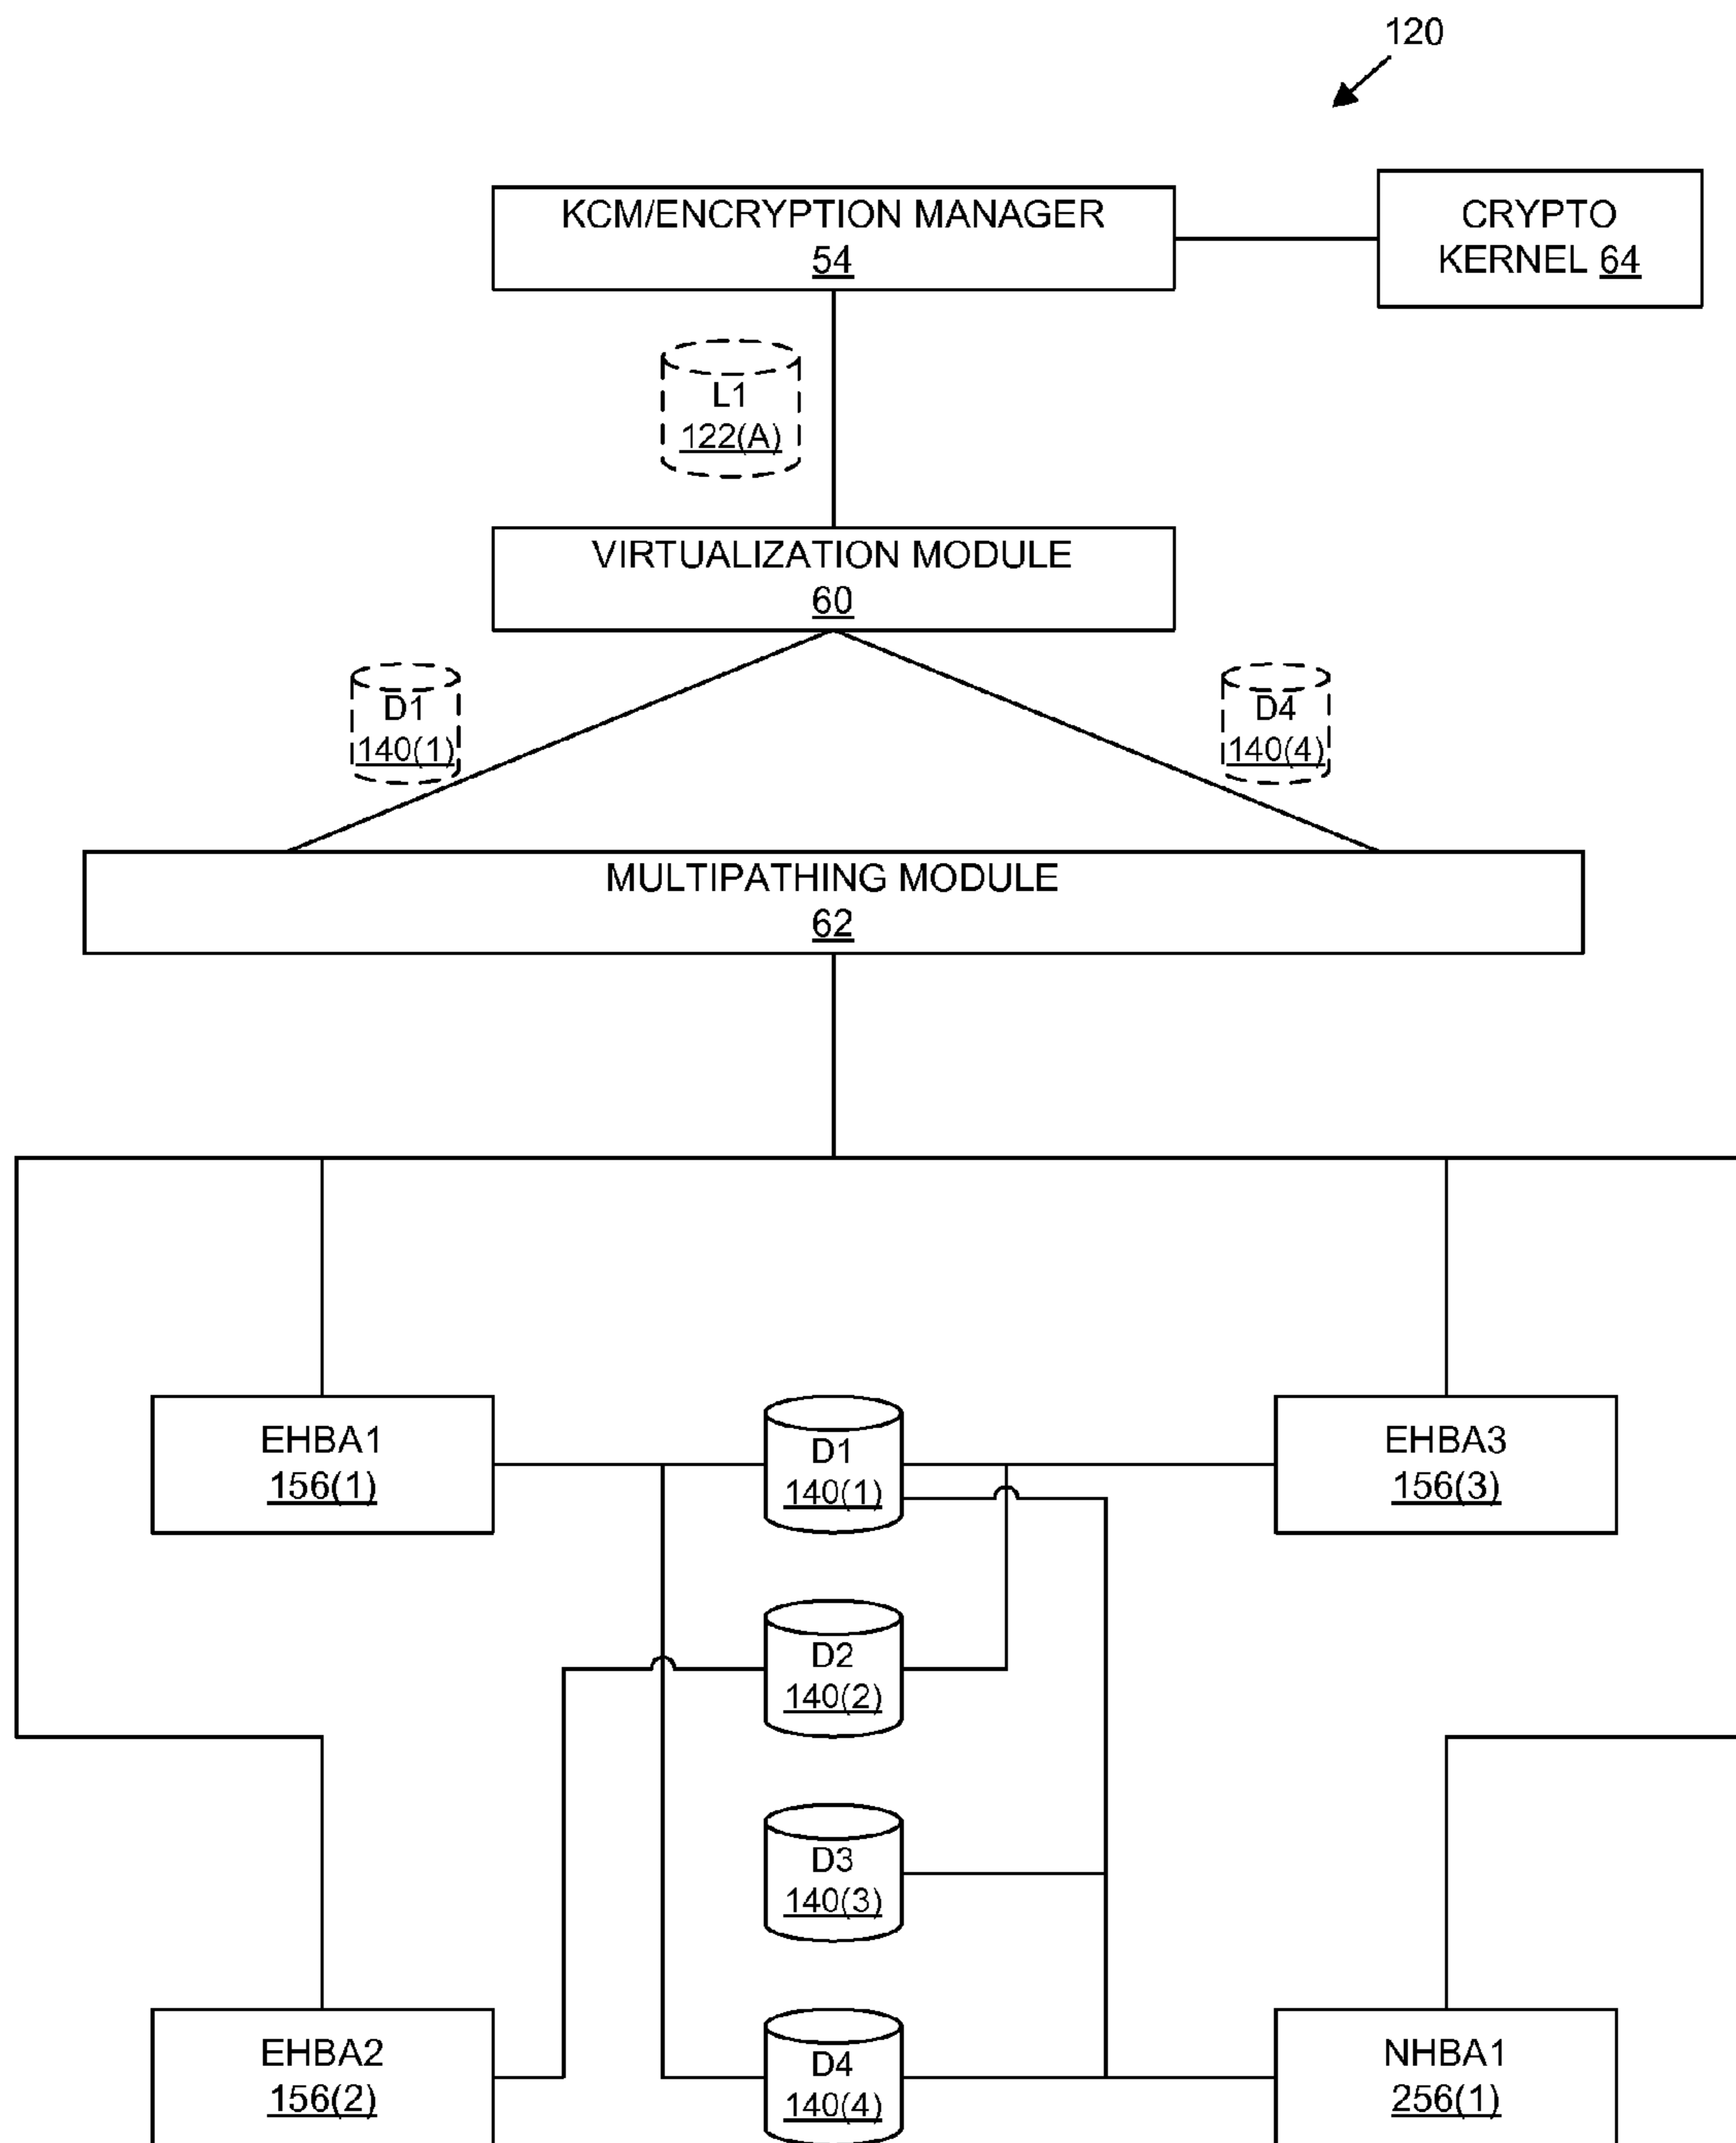 120
KCM/ENCRYPTION MANAGER
54
CRYPTO
KERNEL 64
L1
122(A)
VIRTUALIZATION MODULE
60
D1
140(1)
D4
140(4)
MULTIPATHING MODULE
62
EHBA1
156(1)
D1
140(1)
EHBA3
156(3)
D2
140(2)
D3
140(3)
EHBA2
156(2)
D4
140(4)
NHBA1
256(1)